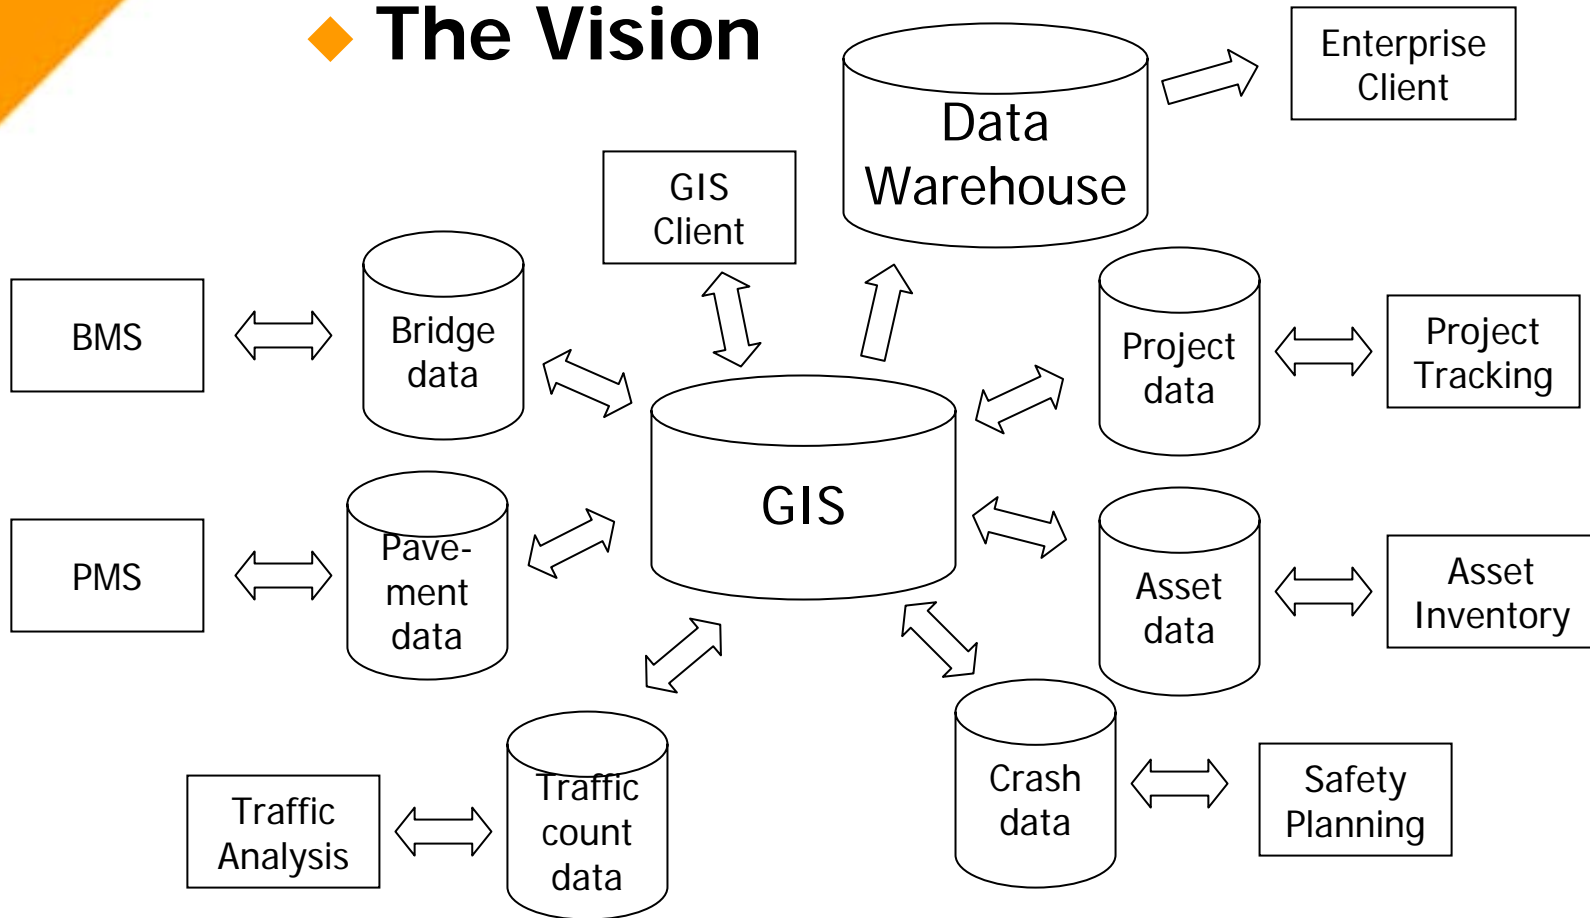 The Vision
Enterprise
Client
Data
Warehouse
GIS
Client
BMS
Bridge
data
Project
data
Project
Tracking
GIS
PMS
Pave-
ment
data
Asset
data
Asset
Inventory
Traffic
Analysis
Traffic
count
data
Crash
data
Safety
Planning